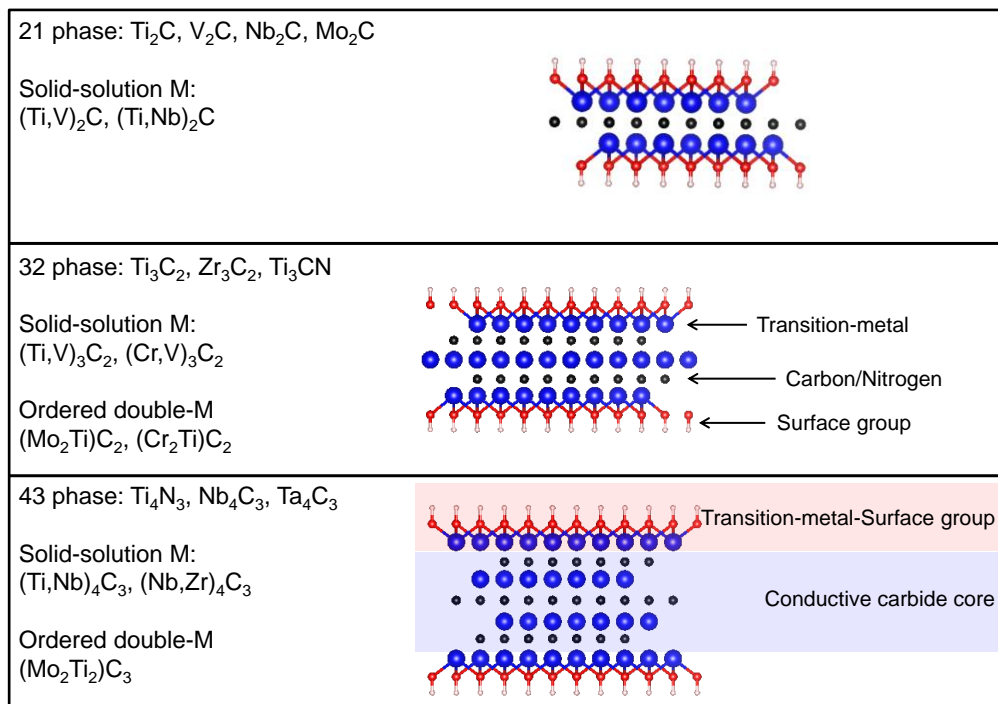 21 phase: Ti₂C, V₂C, Nb₂C, Mo₂C
Solid-solution M:
(Ti,V)₂C, (Ti,Nb)₂C
32 phase: Ti₃C₂, Zr₃C₂, Ti₃CN
Solid-solution M:
(Ti,V)₃C₂, (Cr,V)₃C₂
Ordered double-M
(Mo₂Ti)C₂, (Cr₂Ti)C₂
Transition-metal
Carbon/Nitrogen
Surface group
43 phase: Ti₄N₃, Nb₄C₃, Ta₄C₃
Solid-solution M:
(Ti,Nb)₄C₃, (Nb,Zr)₄C₃
Ordered double-M
(Mo₂Ti₂)C₃
Transition-metal-Surface group
Conductive carbide core